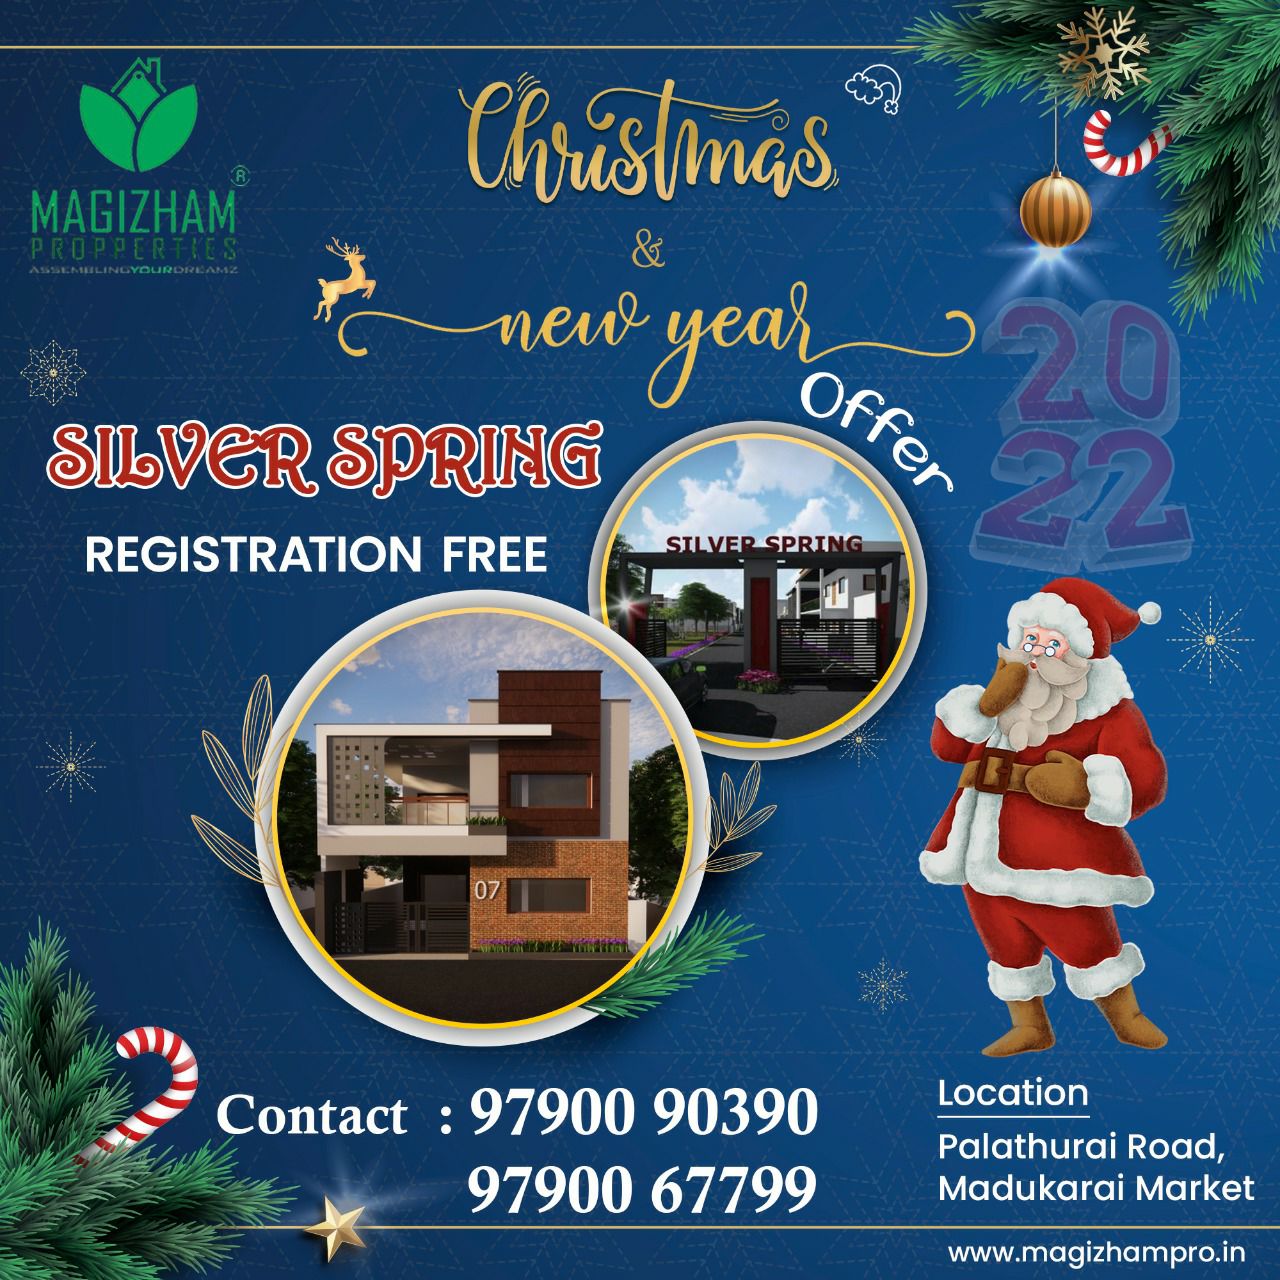 MAGIZHAM ®
PROPPERTIES
ASSEMBLINGYOURDREAMZ
Christmas
&
new year
Offer
2022
SILVER SPRING
REGISTRATION FREE
SILVER SPRING
07
Contact : 97900 90390
97900 67799
Location
Palathurai Road,
Madukarai Market
www.magizhampro.in